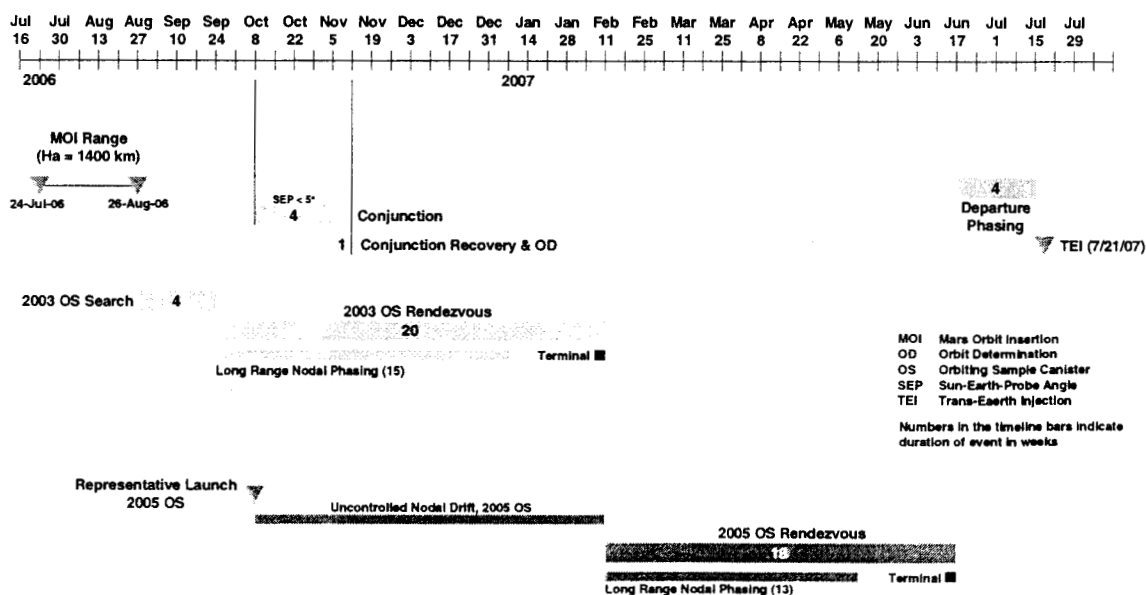 Jul Jul Aug Aug Sep Sep Oct Oct Nov Nov Dec Dec Dec Jan Jan Feb Feb Mar Mar Apr Apr May May Jun Jun Jul Jul Jul
16 30 13 27 10 24 8 22 5 19 3 17 31 14 28 11 25 11 25 8 22 6 20 3 17 1 15 29
2006 2007
MOI Range
(Ha = 1400 km)
24-Jul-06 26-Aug-06
SEP < 5°
4 Conjunction
1 Conjunction Recovery & OD
4
Departure
Phasing
TEI (7/21/07)
2003 OS Search 4
2003 OS Rendezvous
20
Terminal
Long Range Nodal Phasing (15)
MOI Mars Orbit Insertion
OD Orbit Determination
OS Orbiting Sample Canister
SEP Sun-Earth-Probe Angle
TEI Trans-Eaerth Injection
Numbers in the timeline bars indicate
duration of event in weeks
Representative Launch
2005 OS
Uncontrolled Nodal Drift, 2005 OS
2005 OS Rendezvous
18
Terminal
Long Range Nodal Phasing (13)